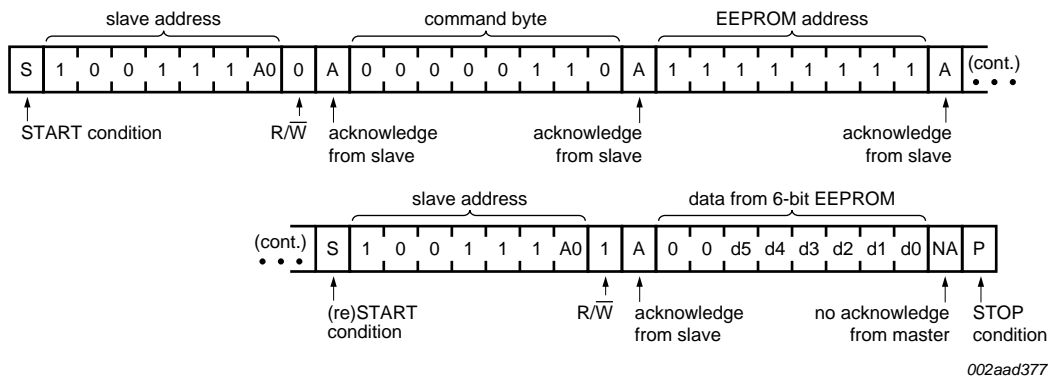 slave address command byte EEPROM address
S 1 0 0 1 1 1 A0 0 A 0 0 0 0 0 1 1 0 A 1 1 1 1 1 1 1 1 A (cont.)
START condition R/W̅ acknowledge from slave acknowledge from slave acknowledge from slave
slave address data from 6-bit EEPROM
(cont.) S 1 0 0 1 1 1 A0 1 A 0 0 d5 d4 d3 d2 d1 d0 NA P
(re)START condition R/W̅ acknowledge from slave no acknowledge from master STOP condition
002aad377